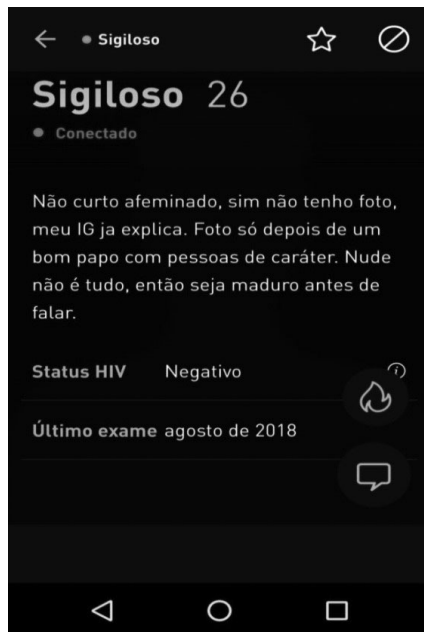 Sigiloso
Sigiloso 26
Conectado
Não curto afeminado, sim não tenho foto,
meu IG ja explica. Foto só depois de um
bom papo com pessoas de caráter. Nude
não é tudo, então seja maduro antes de
falar.
Status HIV Negativo
Último exame agosto de 2018